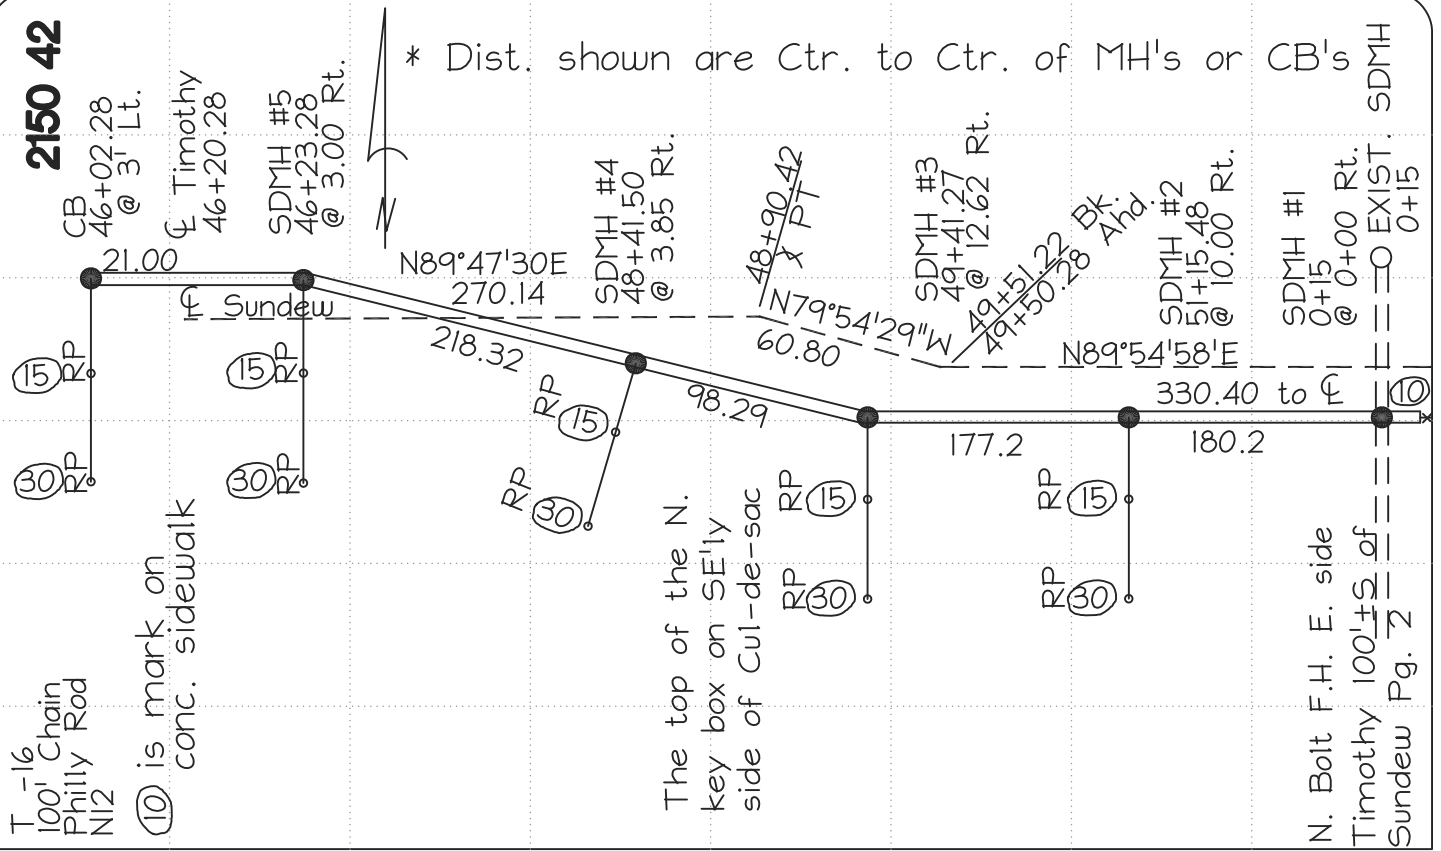 2150 42
* Dist. shown are Ctr. to Ctr. of MH's or CB's
CB
46+02.28
@ 3' Lt.
℄ Timothy
46+20.28
SDMH #5
46+23.28
@ 3.00 Rt.
SDMH #4
48+41.50
@ 3.85 Rt.
48+90.42
X PT
SDMH #3
49+41.27
@ 12.62 Rt.
49+51.22 Bk.
49+50.28 Ahd.
SDMH #2
51+15.48
@ 10.00 Rt.
SDMH #1
0+15
@ 0+00 Rt.
EXIST. SDMH
0+15
21.00
℄ Sundew
N89°47'30E
270.14
218.32
N79°54'29"W
60.80
98.29
N89°54'58'E
330.40 to ℄
10
177.2
180.2
15 RP
30 RP
15 RP
30 RP
RP 15
RP 30
RP 15
RP 30
RP 15
RP 30
T -16
100' Chain
Philly Rod
N12
10 is mark on
conc. sidewalk
The top of the N.
key box on SE'ly
side of Cul-de-sac
N. Bolt F.H. E. side
Timothy 100'±S of
Sundew Pg. 2